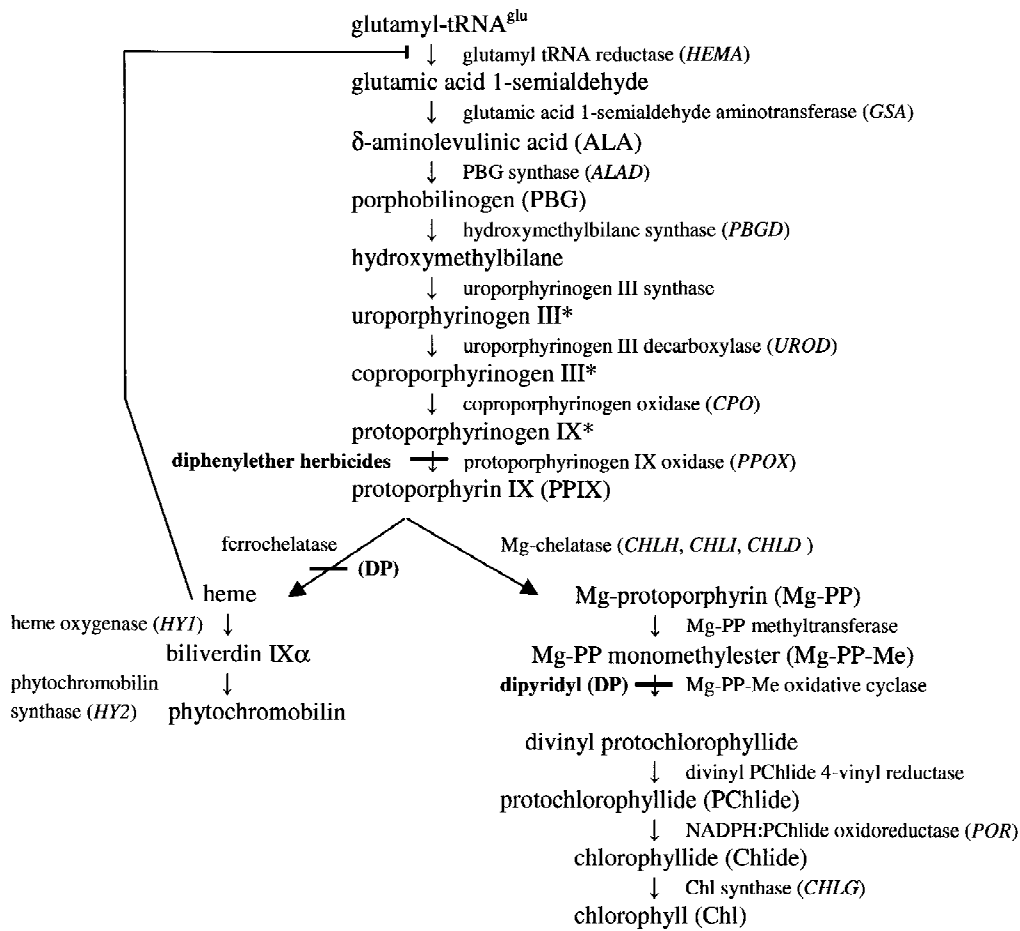 glutamyl-tRNAglu
↓ glutamyl tRNA reductase (HEMA)
glutamic acid 1-semialdehyde
↓ glutamic acid 1-semialdehyde aminotransferase (GSA)
δ-aminolevulinic acid (ALA)
↓ PBG synthase (ALAD)
porphobilinogen (PBG)
↓ hydroxymethylbilane synthase (PBGD)
hydroxymethylbilane
↓ uroporphyrinogen III synthase
uroporphyrinogen III*
↓ uroporphyrinogen III decarboxylase (UROD)
coproporphyrinogen III*
↓ coproporphyrinogen oxidase (CPO)
protoporphyrinogen IX*
diphenylether herbicides ↓ protoporphyrinogen IX oxidase (PPOX)
protoporphyrin IX (PPIX)
ferrochelatase
Mg-chelatase (CHLH, CHLI, CHLD )
(DP)
heme
Mg-protoporphyrin (Mg-PP)
heme oxygenase (HY1) ↓
↓ Mg-PP methyltransferase
biliverdin IXα
Mg-PP monomethylester (Mg-PP-Me)
phytochromobilin
synthase (HY2) ↓
dipyridyl (DP) ↓ Mg-PP-Me oxidative cyclase
phytochromobilin
divinyl protochlorophyllide
↓ divinyl PChlide 4-vinyl reductase
protochlorophyllide (PChlide)
↓ NADPH:PChlide oxidoreductase (POR)
chlorophyllide (Chlide)
↓ Chl synthase (CHLG)
chlorophyll (Chl)